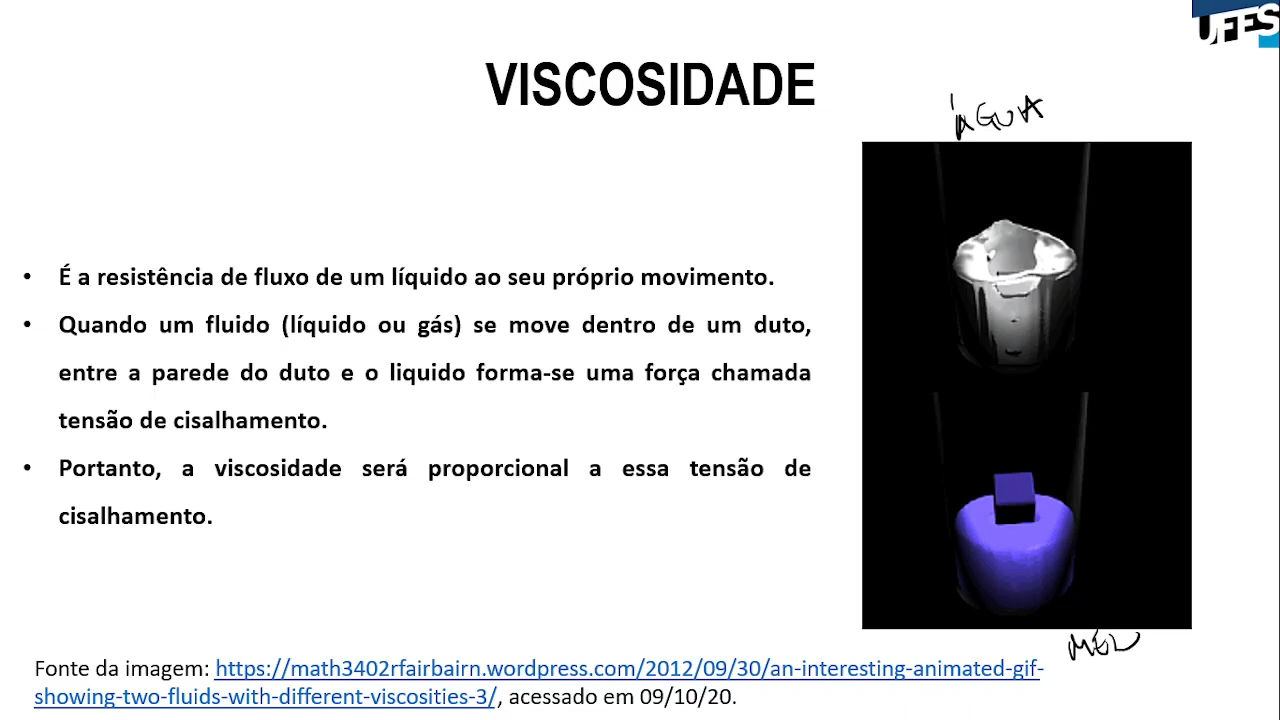 UFES
VISCOSIDADE
ÁGUA
• É a resistência de fluxo de um líquido ao seu próprio movimento.
• Quando um fluido (líquido ou gás) se move dentro de um duto,
entre a parede do duto e o liquido forma-se uma força chamada
tensão de cisalhamento.
• Portanto, a viscosidade será proporcional a essa tensão de
cisalhamento.
MEL
Fonte da imagem: https://math3402rfairbairn.wordpress.com/2012/09/30/an-interesting-animated-gif-
showing-two-fluids-with-different-viscosities-3/, acessado em 09/10/20.